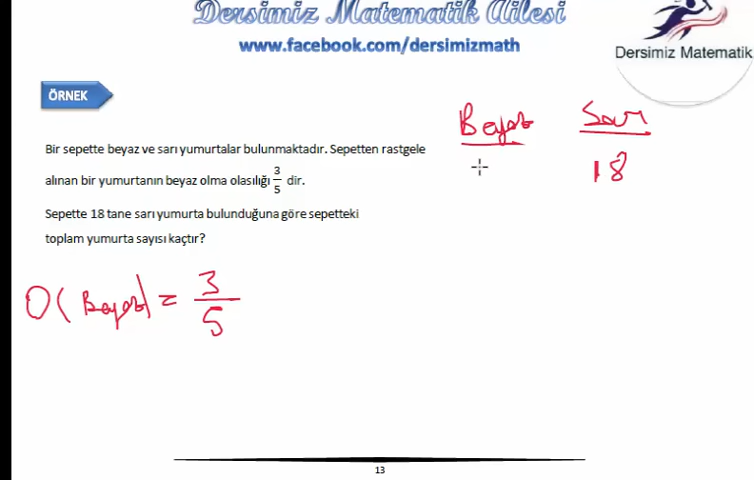 Dersimiz Matematik Ailesi
www.facebook.com/dersimizmath
Dersimiz Matematik
ÖRNEK
Beyaz Sarı
18
Bir sepette beyaz ve sarı yumurtalar bulunmaktadır. Sepetten rastgele
alınan bir yumurtanın beyaz olma olasılığı 3/5 dir.
Sepette 18 tane sarı yumurta bulunduğuna göre sepetteki
toplam yumurta sayısı kaçtır?
O(Beyaz) = 3/5
13